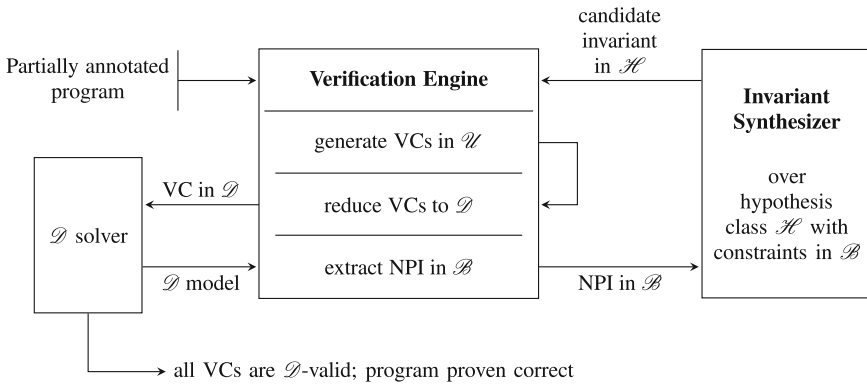 Partially annotated
program
Verification Engine
generate VCs in 𝒰
reduce VCs to 𝒟
extract NPI in ℬ
candidate
invariant
in ℋ
Invariant
Synthesizer
over
hypothesis
class ℋ with
constraints in ℬ
VC in 𝒟
𝒟 solver
𝒟 model
NPI in ℬ
all VCs are 𝒟-valid; program proven correct